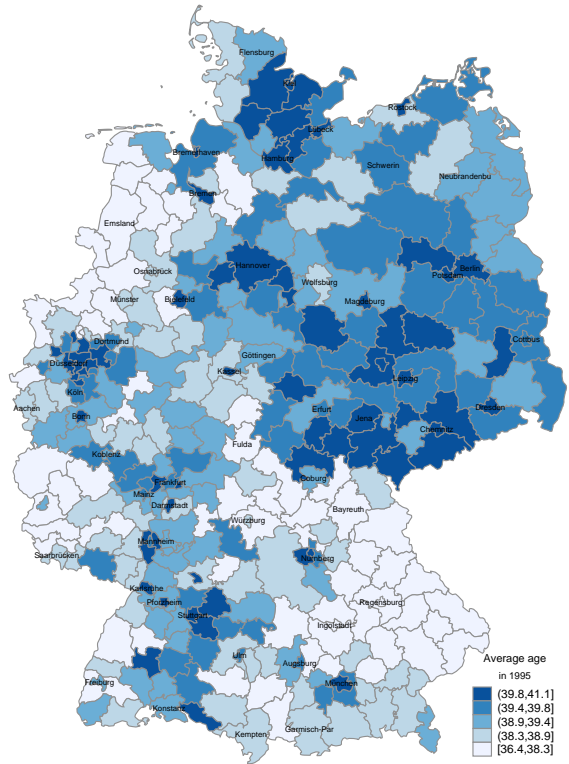 Flensburg
Kiel
Rostock
Lübeck
Bremerhaven
Hamburg
Schwerin
Neubrandenbu
Bremen
Emsland
Hannover
Berlin
Osnabrück
Potsdam
Wolfsburg
Münster
Bielefeld
Magdeburg
Cottbus
Dortmund
Göttingen
Düsseldorf
Kassel
Leipzig
Köln
Aachen
Erfurt
Dresden
Bonn
Jena
Chemnitz
Fulda
Koblenz
Coburg
Frankfurt
Mainz
Darmstadt
Bayreuth
Würzburg
Mannheim
Saarbrücken
Nürnberg
Karlsruhe
Pforzheim
Regensburg
Stuttgart
Ingolstadt
Ulm
Augsburg
Freiburg
München
Konstanz
Kempten
Garmisch-Par
Average age
in 1995
(39.8,41.1]
(39.4,39.8]
(38.9,39.4]
(38.3,38.9]
[36.4,38.3]